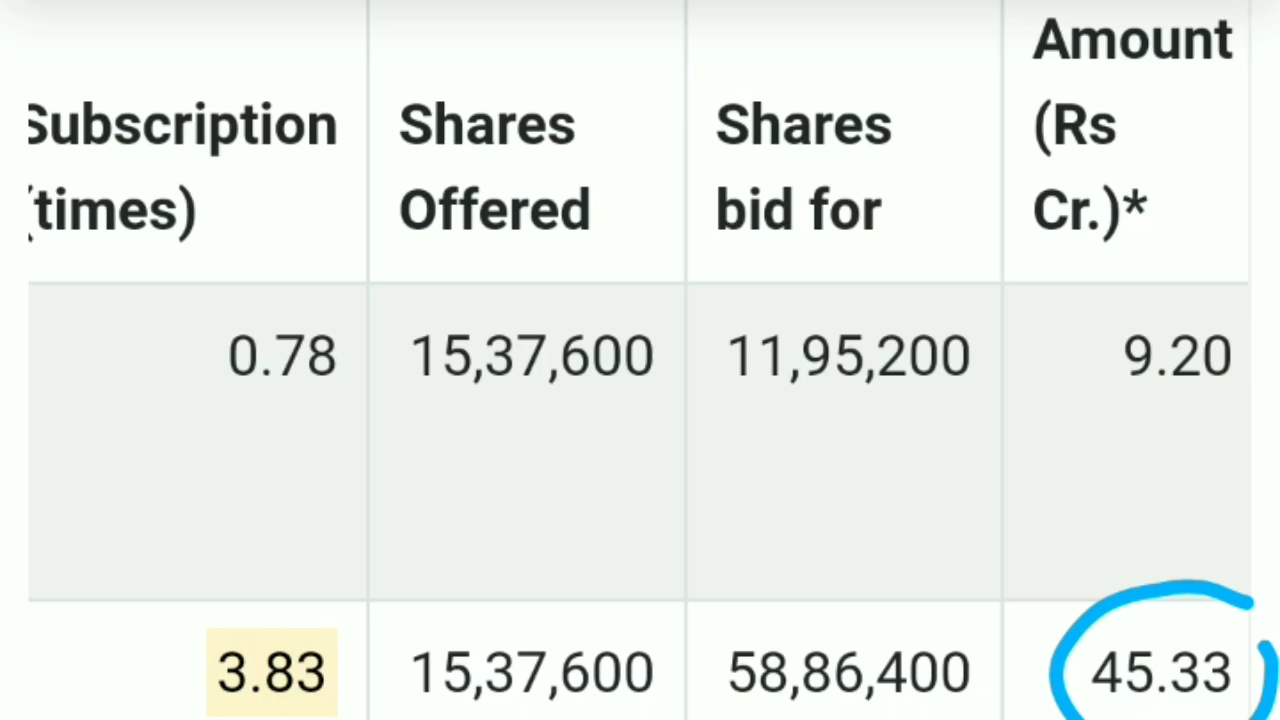 Subscription (times) Shares Offered Shares bid for Amount (Rs Cr.)*
0.78 15,37,600 11,95,200 9.20
3.83 15,37,600 58,86,400 45.33